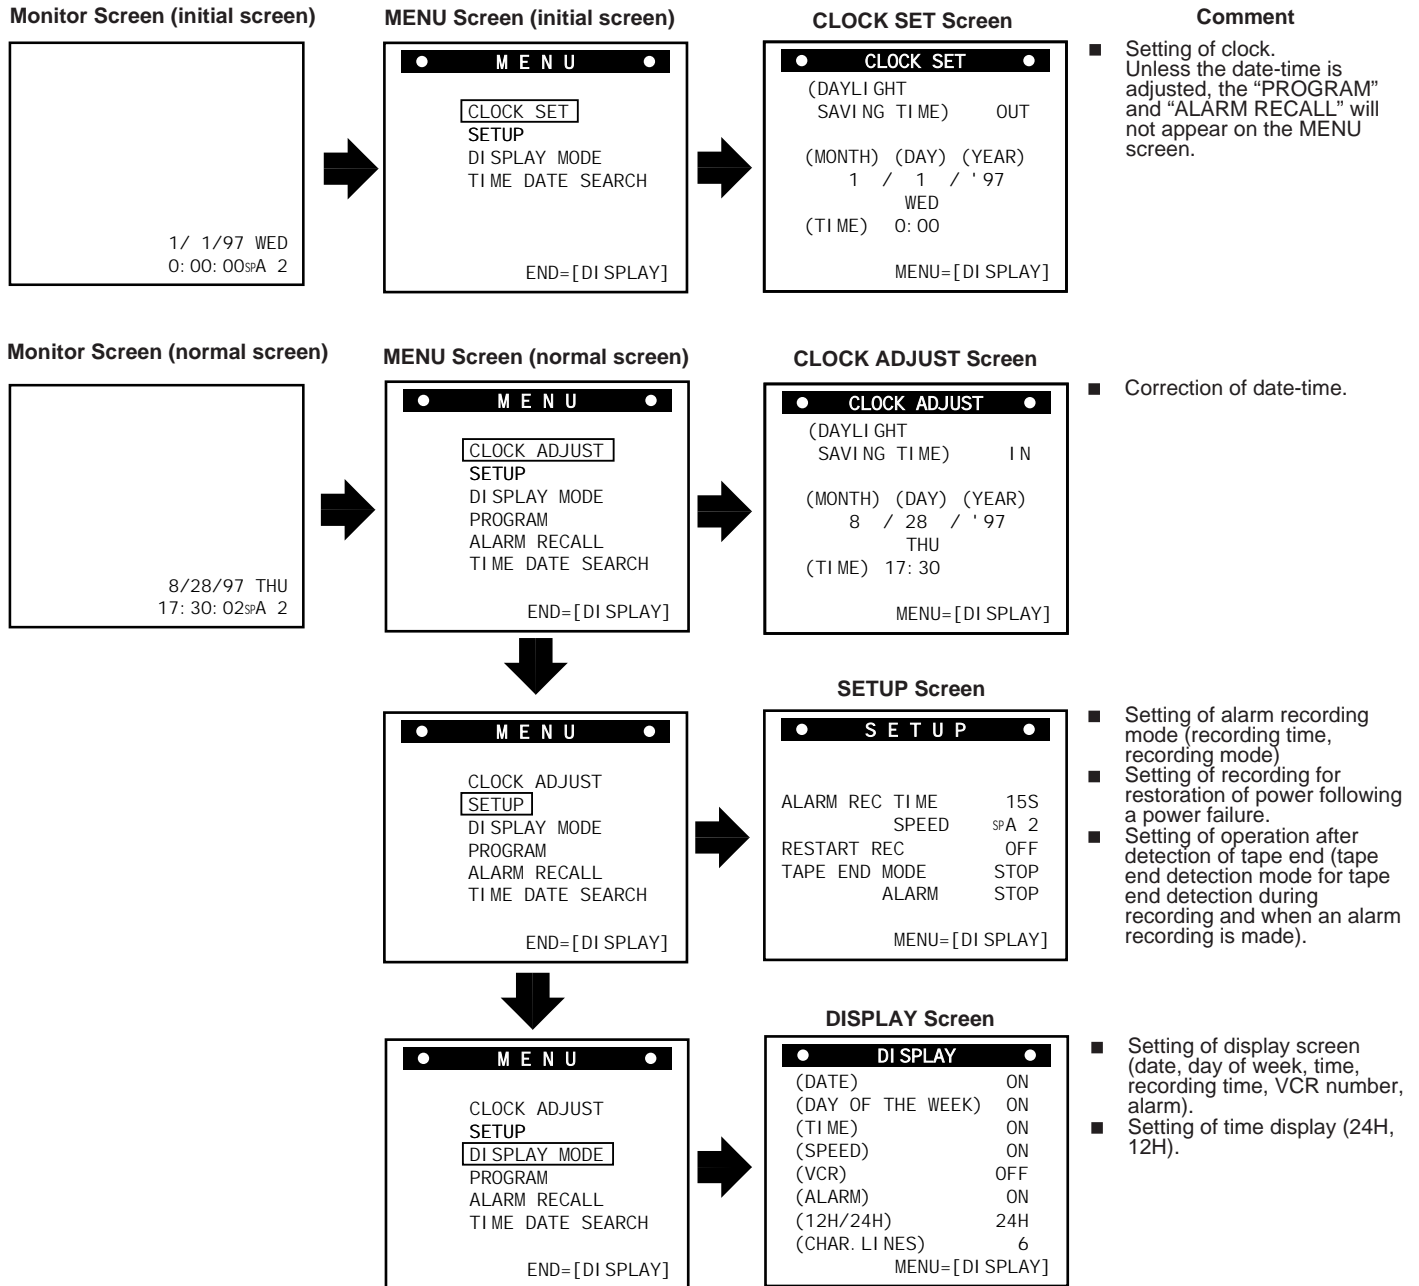 Monitor Screen (initial screen)
MENU Screen (initial screen)
CLOCK SET Screen
Comment
1/ 1/97 WED
0:00:00SPA 2
● M E N U ●
CLOCK SET
SETUP
DISPLAY MODE
TIME DATE SEARCH
END=[DISPLAY]
● CLOCK SET ●
(DAYLIGHT
SAVING TIME) OUT
(MONTH) (DAY) (YEAR)
1 / 1 / '97
WED
(TIME) 0:00
MENU=[DISPLAY]
■ Setting of clock.
Unless the date-time is
adjusted, the “PROGRAM”
and “ALARM RECALL” will
not appear on the MENU
screen.
Monitor Screen (normal screen)
MENU Screen (normal screen)
CLOCK ADJUST Screen
8/28/97 THU
17:30:02SPA 2
● M E N U ●
CLOCK ADJUST
SETUP
DISPLAY MODE
PROGRAM
ALARM RECALL
TIME DATE SEARCH
END=[DISPLAY]
● CLOCK ADJUST ●
(DAYLIGHT
SAVING TIME) IN
(MONTH) (DAY) (YEAR)
8 / 28 / '97
THU
(TIME) 17:30
MENU=[DISPLAY]
■ Correction of date-time.
SETUP Screen
● M E N U ●
CLOCK ADJUST
SETUP
DISPLAY MODE
PROGRAM
ALARM RECALL
TIME DATE SEARCH
END=[DISPLAY]
● S E T U P ●
ALARM REC TIME 15S
SPEED SPA 2
RESTART REC OFF
TAPE END MODE STOP
ALARM STOP
MENU=[DISPLAY]
■ Setting of alarm recording
mode (recording time,
recording mode)
■ Setting of recording for
restoration of power following
a power failure.
■ Setting of operation after
detection of tape end (tape
end detection mode for tape
end detection during
recording and when an alarm
recording is made).
DISPLAY Screen
● M E N U ●
CLOCK ADJUST
SETUP
DISPLAY MODE
PROGRAM
ALARM RECALL
TIME DATE SEARCH
END=[DISPLAY]
● DISPLAY ●
(DATE) ON
(DAY OF THE WEEK) ON
(TIME) ON
(SPEED) ON
(VCR) OFF
(ALARM) ON
(12H/24H) 24H
(CHAR.LINES) 6
MENU=[DISPLAY]
■ Setting of display screen
(date, day of week, time,
recording time, VCR number,
alarm).
■ Setting of time display (24H,
12H).